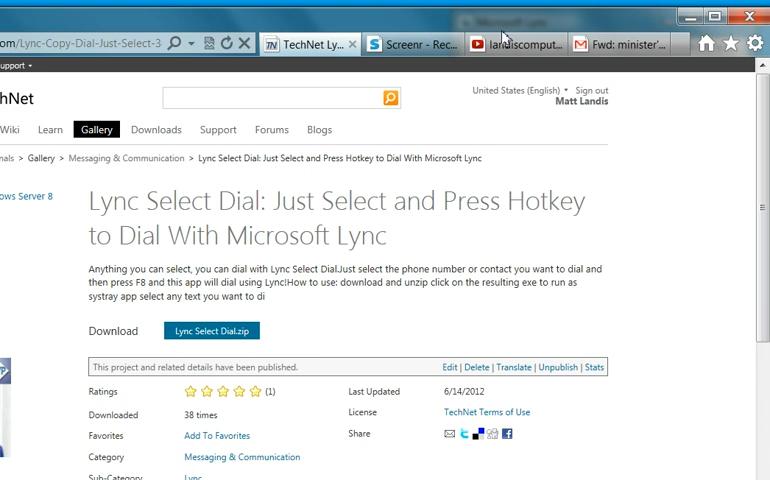 om/Lync-Copy-Dial-Just-Select-3
TechNet Ly...
Screenr - Rec...
landiscomput...
Fwd: minister'...
upport
chNet
United States (English) Sign out
Matt Landis
Wiki Learn Gallery Downloads Support Forums Blogs
nals > Gallery > Messaging & Communication > Lync Select Dial: Just Select and Press Hotkey to Dial With Microsoft Lync
ows Server 8
Lync Select Dial: Just Select and Press Hotkey
to Dial With Microsoft Lync
Anything you can select, you can dial with Lync Select Dial.Just select the phone number or contact you want to dial and
then press F8 and this app will dial using Lync!How to use: download and unzip click on the resulting exe to run as
systray app select any text you want to di
Download Lync Select Dial.zip
This project and related details have been published. Edit | Delete | Translate | Unpublish | Stats
Ratings (1) Last Updated 6/14/2012
Downloaded 38 times License TechNet Terms of Use
Favorites Add To Favorites Share
Category Messaging & Communication
Sub-Category Lync